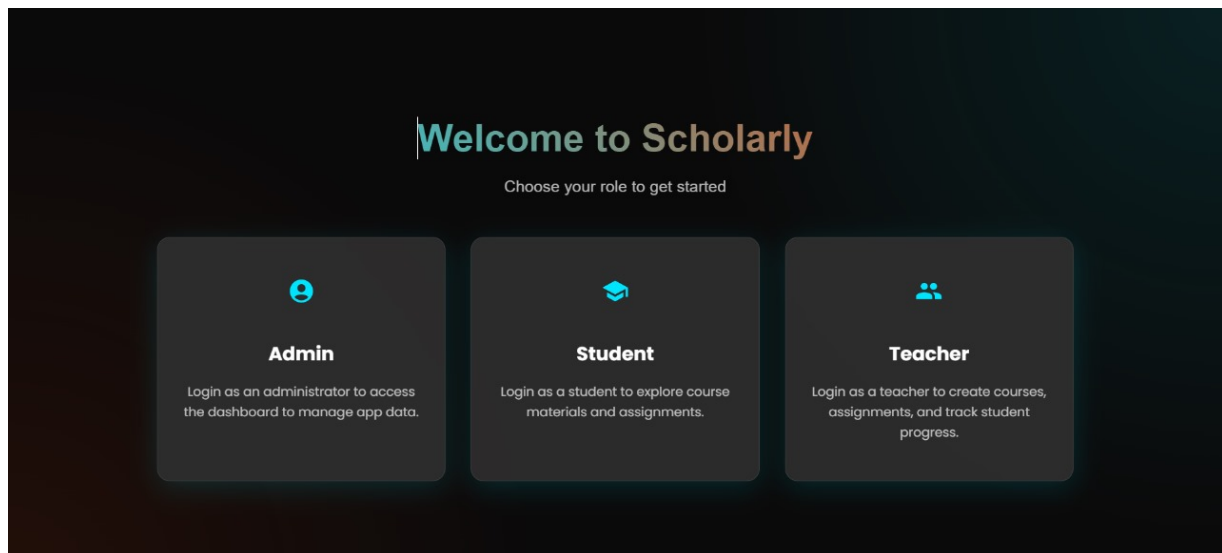 Welcome to Scholarly
Choose your role to get started
Admin
Login as an administrator to access
the dashboard to manage app data.
Student
Login as a student to explore course
materials and assignments.
Teacher
Login as a teacher to create courses,
assignments, and track student
progress.